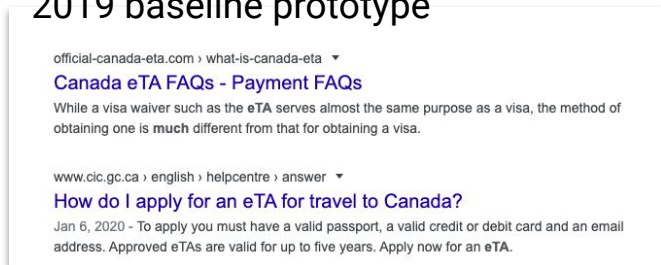 2019 baseline prototype
official-canada-eta.com › what-is-canada-eta ▼
Canada eTA FAQs - Payment FAQs
While a visa waiver such as the eTA serves almost the same purpose as a visa, the method of
obtaining one is much different from that for obtaining a visa.
www.cic.gc.ca › english › helpcentre › answer ▼
How do I apply for an eTA for travel to Canada?
Jan 6, 2020 - To apply you must have a valid passport, a valid credit or debit card and an email
address. Approved eTAs are valid for up to five years. Apply now for an eTA.